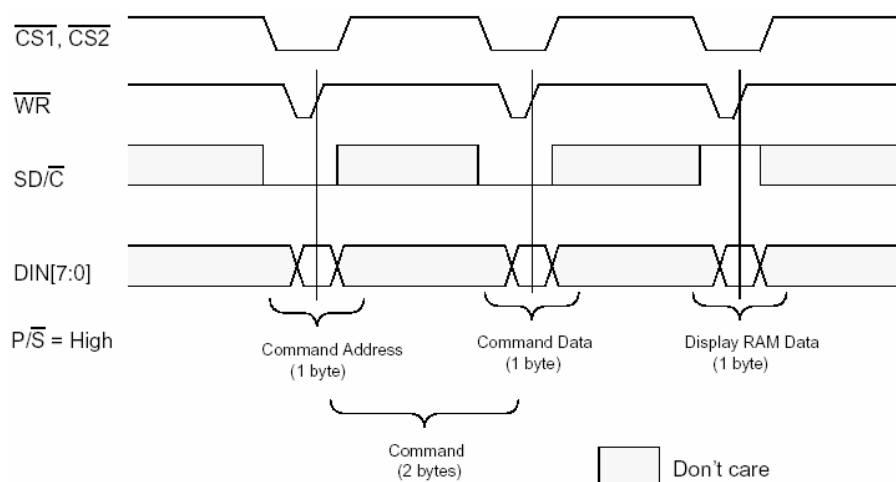 CS1, CS2
WR
SD/C
DIN[7:0]
P/S = High
Command Address
(1 byte)
Command Data
(1 byte)
Display RAM Data
(1 byte)
Command
(2 bytes)
Don't care